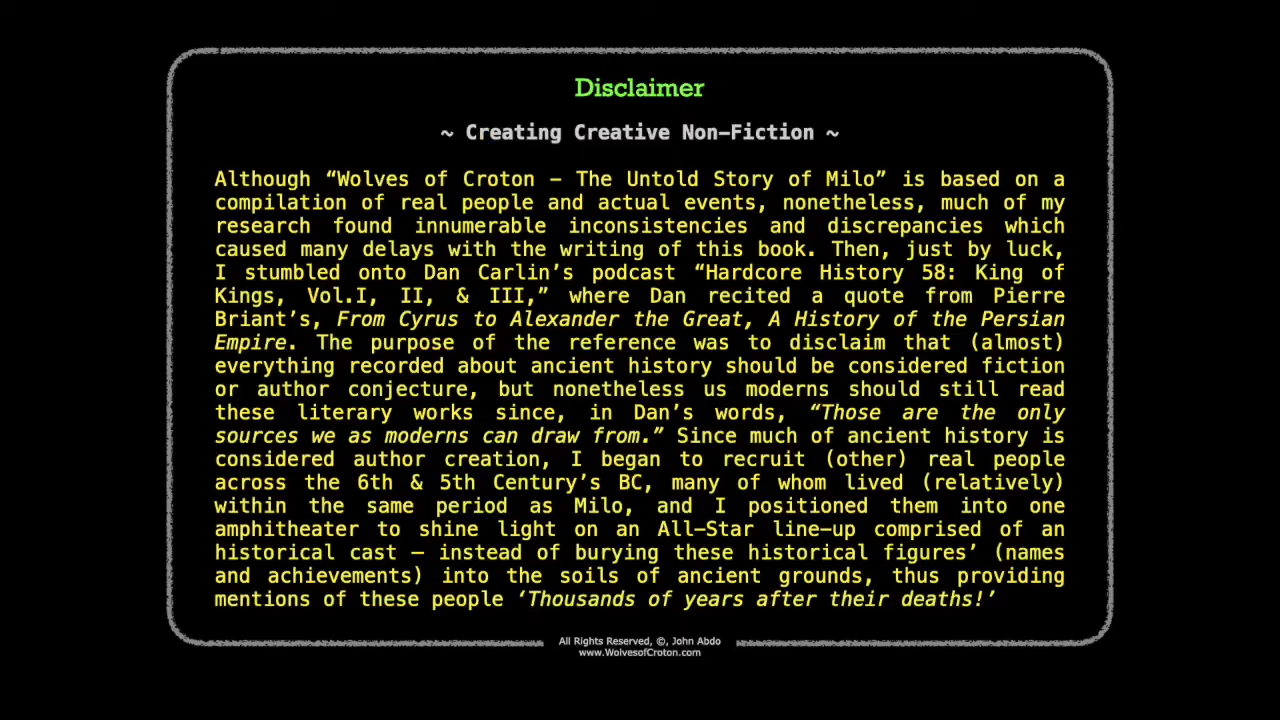 Disclaimer
~ Creating Creative Non-Fiction ~
Although “Wolves of Croton – The Untold Story of Milo” is based on a
compilation of real people and actual events, nonetheless, much of my
research found innumerable inconsistencies and discrepancies which
caused many delays with the writing of this book. Then, just by luck,
I stumbled onto Dan Carlin’s podcast “Hardcore History 58: King of
Kings, Vol.I, II, & III,” where Dan recited a quote from Pierre
Briant’s, From Cyrus to Alexander the Great, A History of the Persian
Empire. The purpose of the reference was to disclaim that (almost)
everything recorded about ancient history should be considered fiction
or author conjecture, but nonetheless us moderns should still read
these literary works since, in Dan’s words, “Those are the only
sources we as moderns can draw from.” Since much of ancient history is
considered author creation, I began to recruit (other) real people
across the 6th & 5th Century’s BC, many of whom lived (relatively)
within the same period as Milo, and I positioned them into one
amphitheater to shine light on an All–Star line–up comprised of an
historical cast – instead of burying these historical figures’ (names
and achievements) into the soils of ancient grounds, thus providing
mentions of these people ‘Thousands of years after their deaths!’
All Rights Reserved, ©, John Abdo
www.WolvesofCroton.com